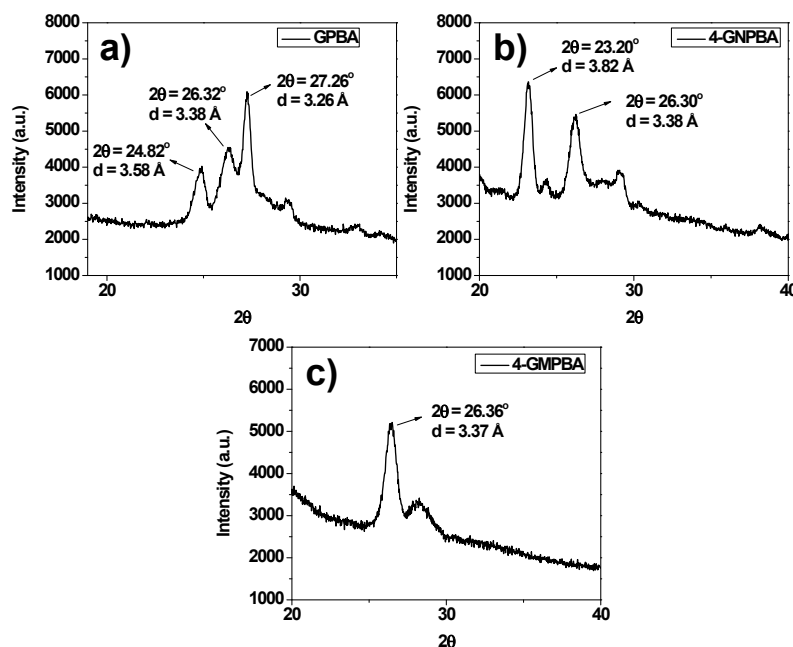 a)
GPBA
2θ = 27.26°
d = 3.26 Å
2θ = 26.32°
d = 3.38 Å
2θ = 24.82°
d = 3.58 Å
Intensity (a.u.)
8000
7000
6000
5000
4000
3000
2000
1000
20
30
2θ
b)
4-GNPBA
2θ = 23.20°
d = 3.82 Å
2θ = 26.30°
d = 3.38 Å
Intensity (a.u.)
8000
7000
6000
5000
4000
3000
2000
1000
20
30
40
2θ
c)
4-GMPBA
2θ = 26.36°
d = 3.37 Å
Intensity (a.u.)
7000
6000
5000
4000
3000
2000
1000
20
30
40
2θ